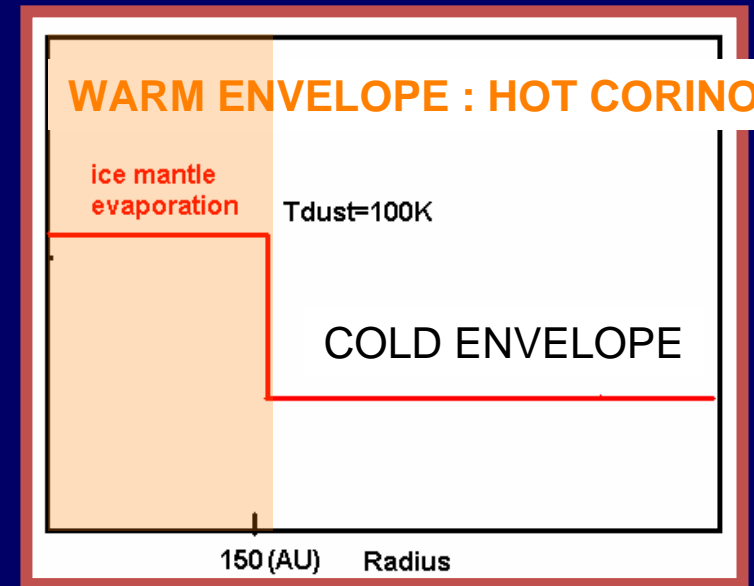 WARM ENVELOPE : HOT CORINO
ice mantle
evaporation
Tdust=100K
COLD ENVELOPE
150 (AU) Radius